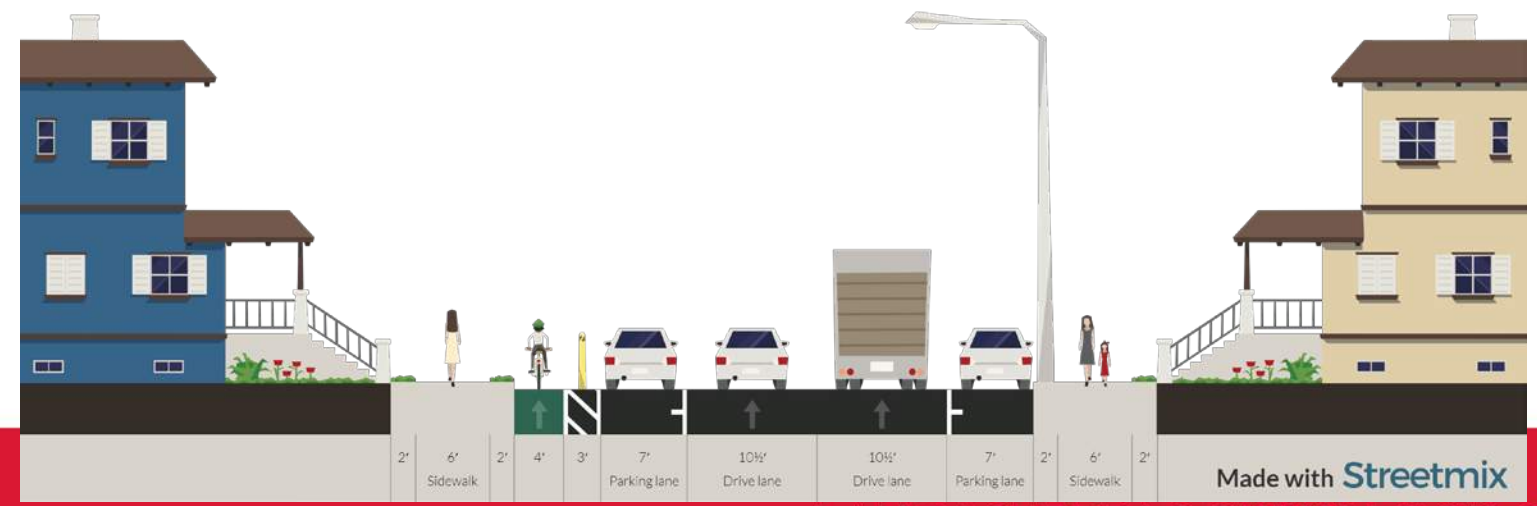 2' 6' 2' 4' 3' 7' 10½' 10½' 7' 2' 6' 2'
Sidewalk Parking lane Drive lane Drive lane Parking lane Sidewalk
Made with Streetmix